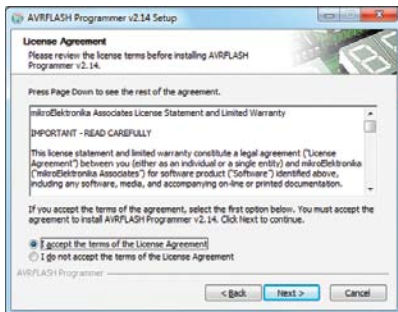 AVRFLASH Programmer v2.14 Setup
License Agreement
Please review the license terms before installing AVRFLASH
Programmer v2.14.
Press Page Down to see the rest of the agreement.
mikroElektronika Associates License Statement and Limited Warranty
IMPORTANT - READ CAREFULLY
This license statement and limited warranty constitute a legal agreement ("License
Agreement") between you (either as an individual or a single entity) and mikroElektronika
("mikroElektronika Associates") for software product ("Software") identified above,
including any software, media, and accompanying on-line or printed documentation.
If you accept the terms of the agreement, select the first option below. You must accept the
agreement to install AVRFLASH Programmer v2.14. Click Next to continue.
I accept the terms of the License Agreement
I do not accept the terms of the License Agreement
AVRFLASH Programmer
< Back Next > Cancel